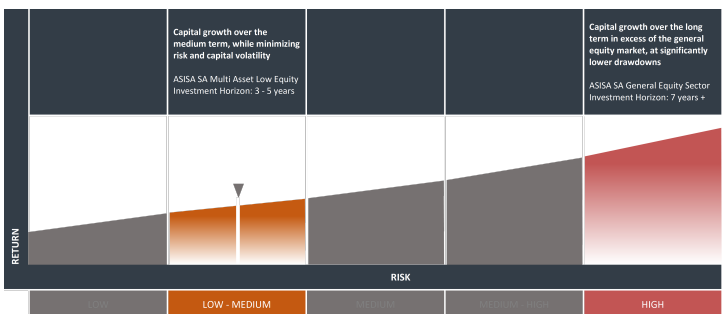 Capital growth over the
medium term, while minimizing
risk and capital volatility
ASISA SA Multi Asset Low Equity
Investment Horizon: 3 - 5 years
Capital growth over the long
term in excess of the general
equity market, at significantly
lower drawdowns
ASISA SA General Equity Sector
Investment Horizon: 7 years +
RETURN
RISK
LOW
LOW - MEDIUM
MEDIUM
MEDIUM - HIGH
HIGH